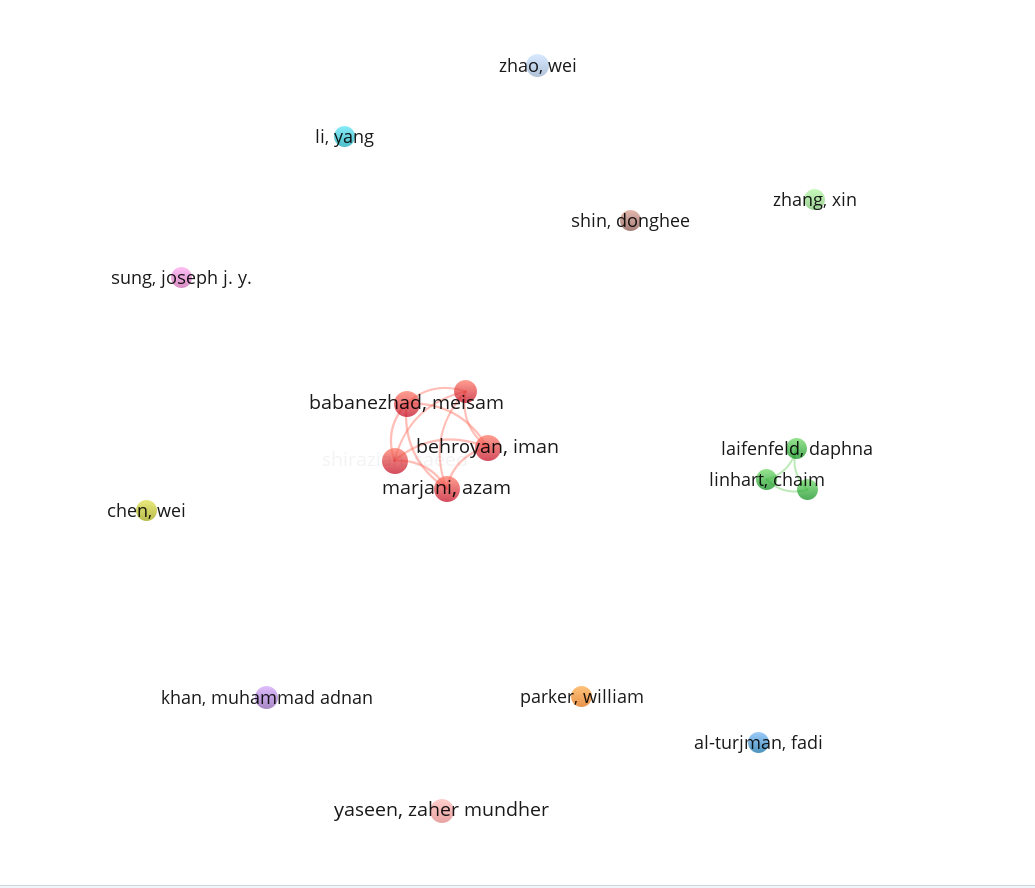 zhao, wei
li, yang
zhang, xin
shin, donghee
sung, joseph j. y.
babanezhad, meisam
behroyan, iman
laifenfeld, daphna
linhart, chaim
marjani, azam
chen, wei
khan, muhammad adnan
parker, william
al-turjman, fadi
yaseen, zaher mundher